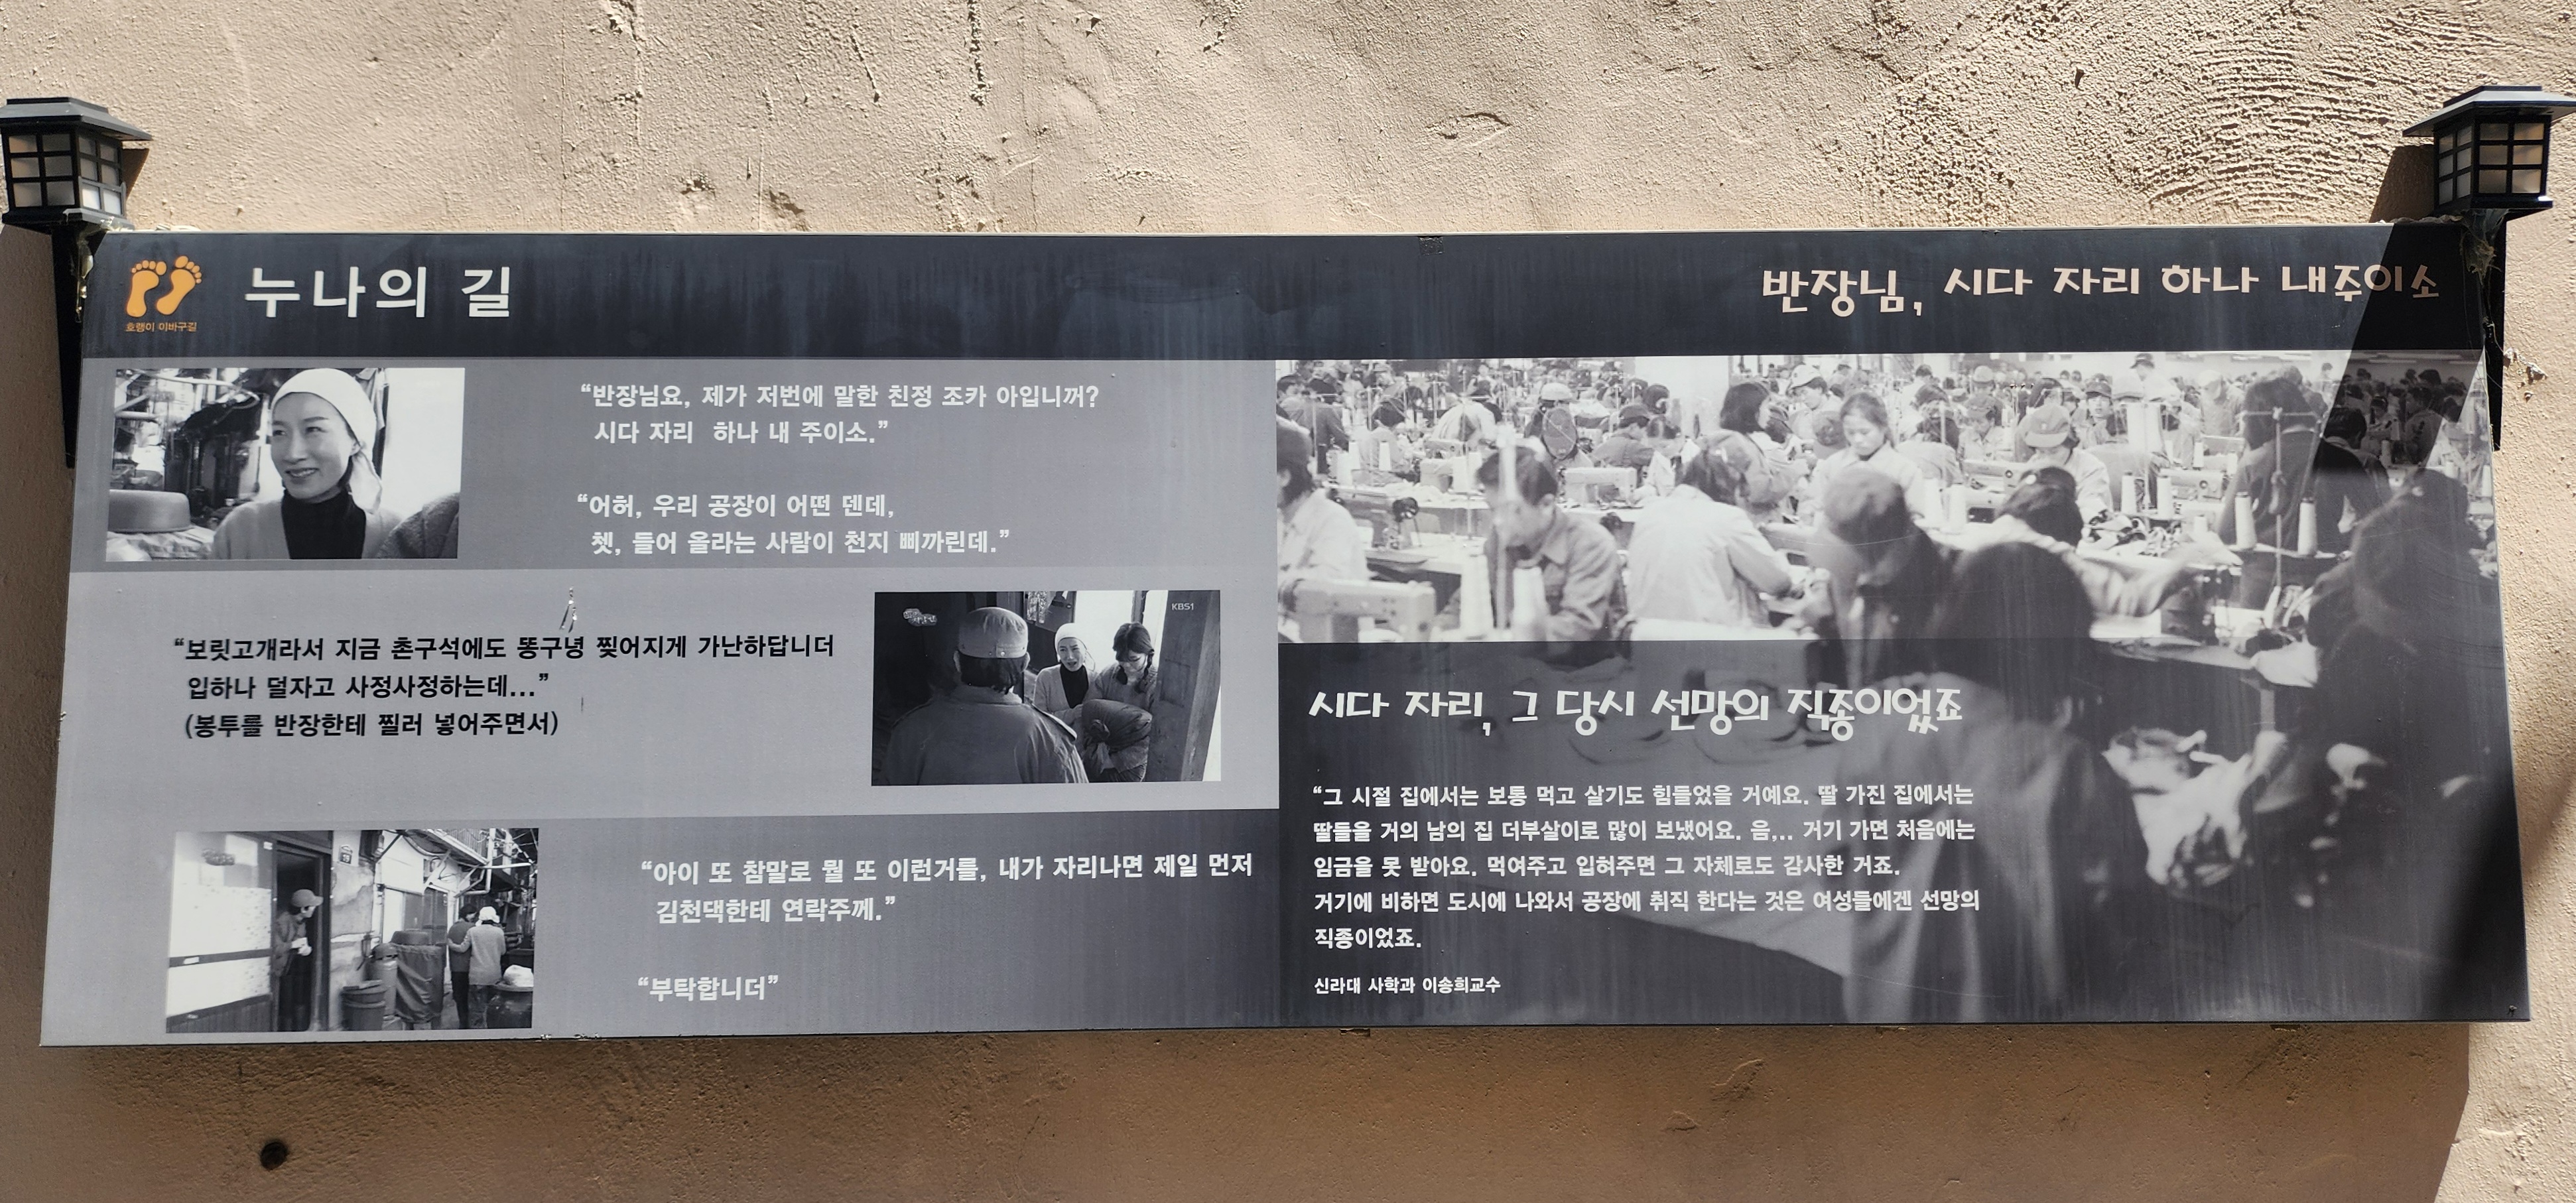 누나의 길
호랭이 이바구길
반장님, 시다 자리 하나 내주이소
“반장님요, 제가 저번에 말한 친정 조카 아입니꺼?
시다 자리 하나 내 주이소.”
“어허, 우리 공장이 어떤 덴데,
쳇, 들어 올라는 사람이 천지 삐까린데.”
“보릿고개라서 지금 촌구석에도 똥구녕 찢어지게 가난하답니더
입하나 덜자고 사정사정하는데...”
(봉투를 반장한테 찔러 넣어주면서)
KBS1
“아이 또 참말로 뭘 또 이런거를, 내가 자리나면 제일 먼저
김천댁한테 연락주께.”
“부탁합니더”
시다 자리, 그 당시 선망의 직종이었죠
“그 시절 집에서는 보통 먹고 살기도 힘들었을 거예요. 딸 가진 집에서는
딸들을 거의 남의 집 더부살이로 많이 보냈어요. 음,.. 거기 가면 처음에는
임금을 못 받아요. 먹여주고 입혀주면 그 자체로도 감사한 거죠.
거기에 비하면 도시에 나와서 공장에 취직 한다는 것은 여성들에겐 선망의
직종이었죠.
신라대 사학과 이송희교수